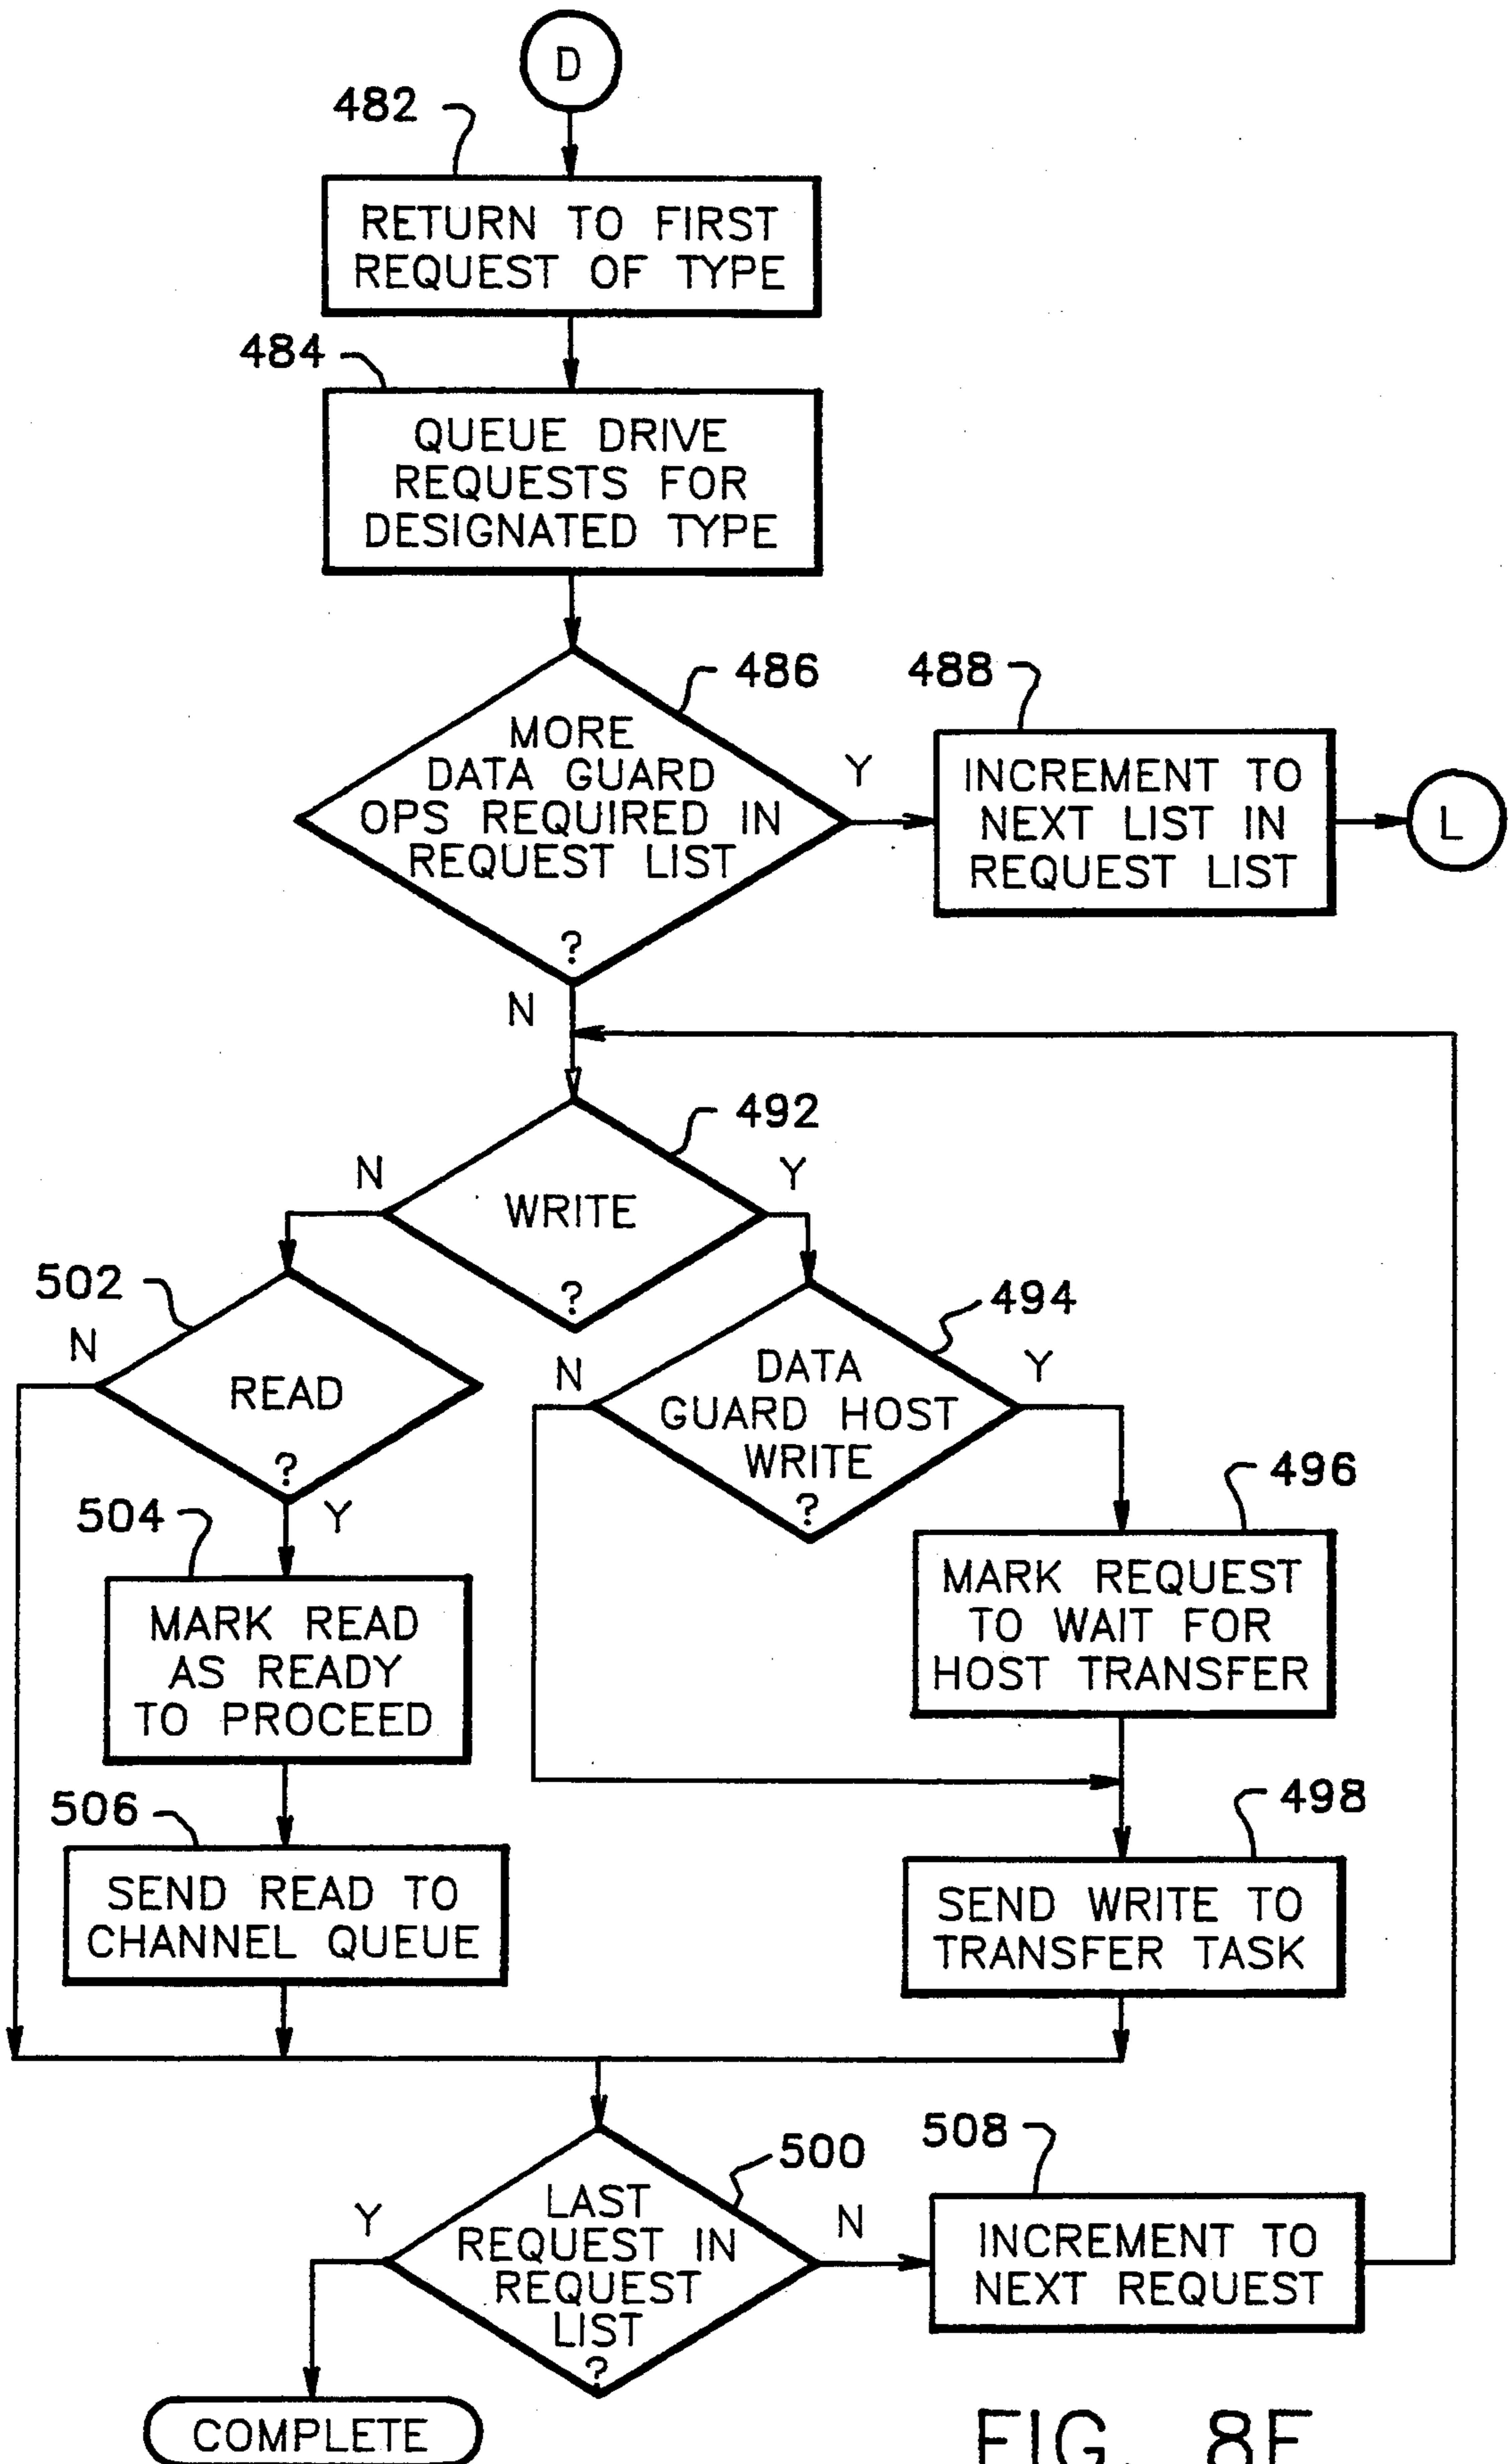 D
482
RETURN TO FIRST
REQUEST OF TYPE
484
QUEUE DRIVE
REQUESTS FOR
DESIGNATED TYPE
486
MORE
DATA GUARD
OPS REQUIRED IN
REQUEST LIST
?
Y
488
INCREMENT TO
NEXT LIST IN
REQUEST LIST
L
N
492
WRITE
?
N
Y
502
READ
?
N
Y
494
DATA
GUARD HOST
WRITE
?
N
Y
496
MARK REQUEST
TO WAIT FOR
HOST TRANSFER
504
MARK READ
AS READY
TO PROCEED
506
SEND READ TO
CHANNEL QUEUE
498
SEND WRITE TO
TRANSFER TASK
500
LAST
REQUEST IN
REQUEST
LIST
?
Y
N
508
INCREMENT TO
NEXT REQUEST
COMPLETE
FIG.